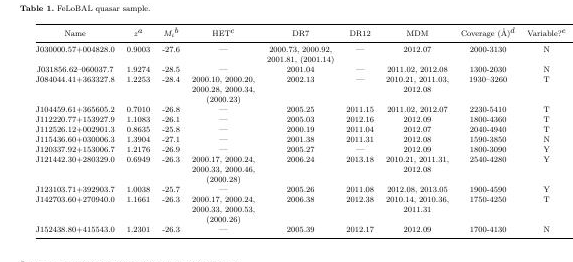 Table 1. FeLoBAL quasar sample.
Name z^a M_i^b HET^c DR7 DR12 MDM Coverage (Å)^d Variable?^e
J030000.57+004828.0 0.9003 -27.6 — 2000.73, 2000.92, — 2012.07 2000-3130 N
2001.81, (2001.14)
J031856.62−060037.7 1.9274 -28.5 — 2001.04 — 2011.02, 2012.08 1300-2030 N
J084044.41+363327.8 1.2253 -28.4 2000.10, 2000.20, 2002.13 — 2010.21, 2011.03, 1930–3260 T
2000.28, 2000.34, 2012.08
(2000.23)
J104459.61+365605.2 0.7010 -26.8 — 2005.25 2011.15 2011.02, 2012.07 2230-5410 T
J112220.77+153927.9 1.1083 -26.1 — 2005.03 2012.16 2012.09 1800-4360 T
J112526.12+002901.3 0.8635 -25.8 — 2000.19 2011.04 2012.07 2040-4940 T
J115436.60+030006.3 1.3904 -27.1 — 2001.38 2011.31 2012.08 1590-3850 N
J120337.92+153006.7 1.2176 -26.9 — 2005.27 — 2012.09 1800-3090 Y
J121442.30+280329.0 0.6949 -26.3 2000.17, 2000.24, 2006.24 2013.18 2010.21, 2011.31, 2540-4280 Y
2000.33, 2000.46, 2012.08
(2000.28)
J123103.71+392903.7 1.0038 -25.7 — 2005.26 2011.08 2012.08, 2013.05 1900-4590 Y
J142703.60+270940.0 1.1661 -26.3 2000.17, 2000.24, 2006.38 2012.38 2010.14, 2010.36, 1750-4250 T
2000.33, 2000.53, 2011.31
(2000.26)
J152438.80+415543.0 1.2301 -26.3 — 2005.39 2012.17 2012.09 1700-4130 N